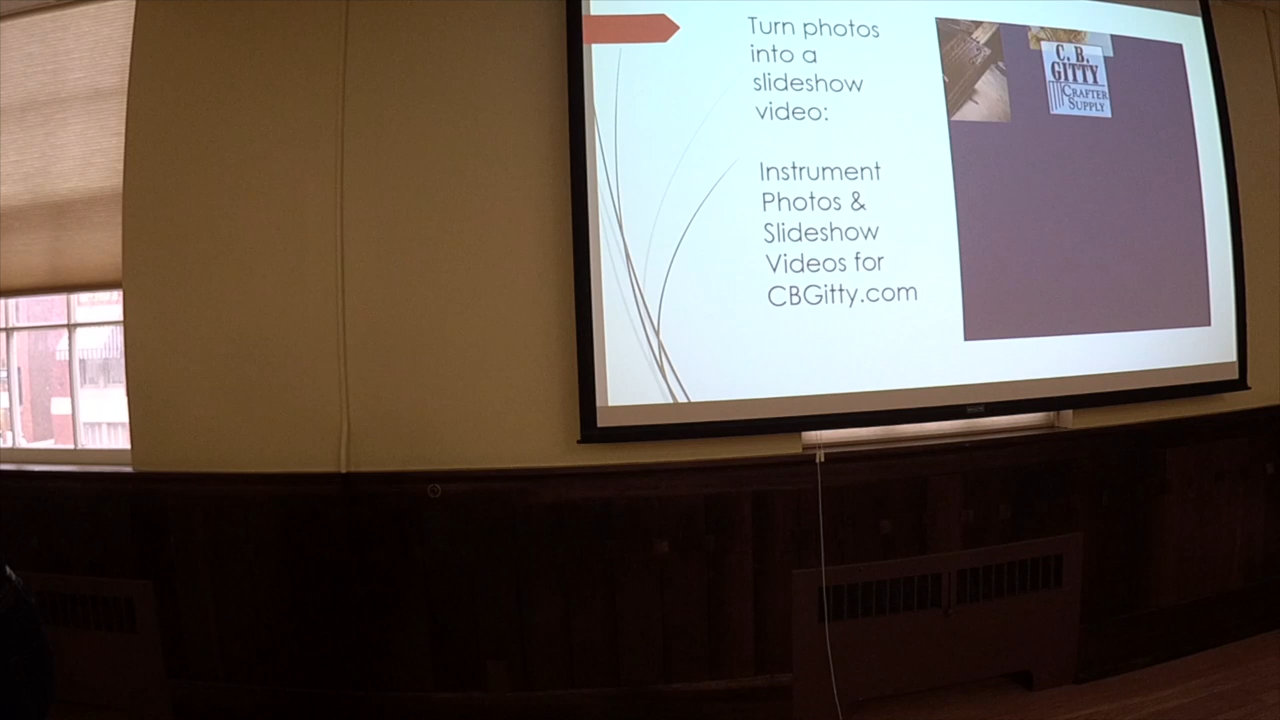 Turn photos
into a
slideshow
video:
Instrument
Photos &
Slideshow
Videos for
CBGitty.com
C. B.
GITTY
CRAFTER
SUPPLY